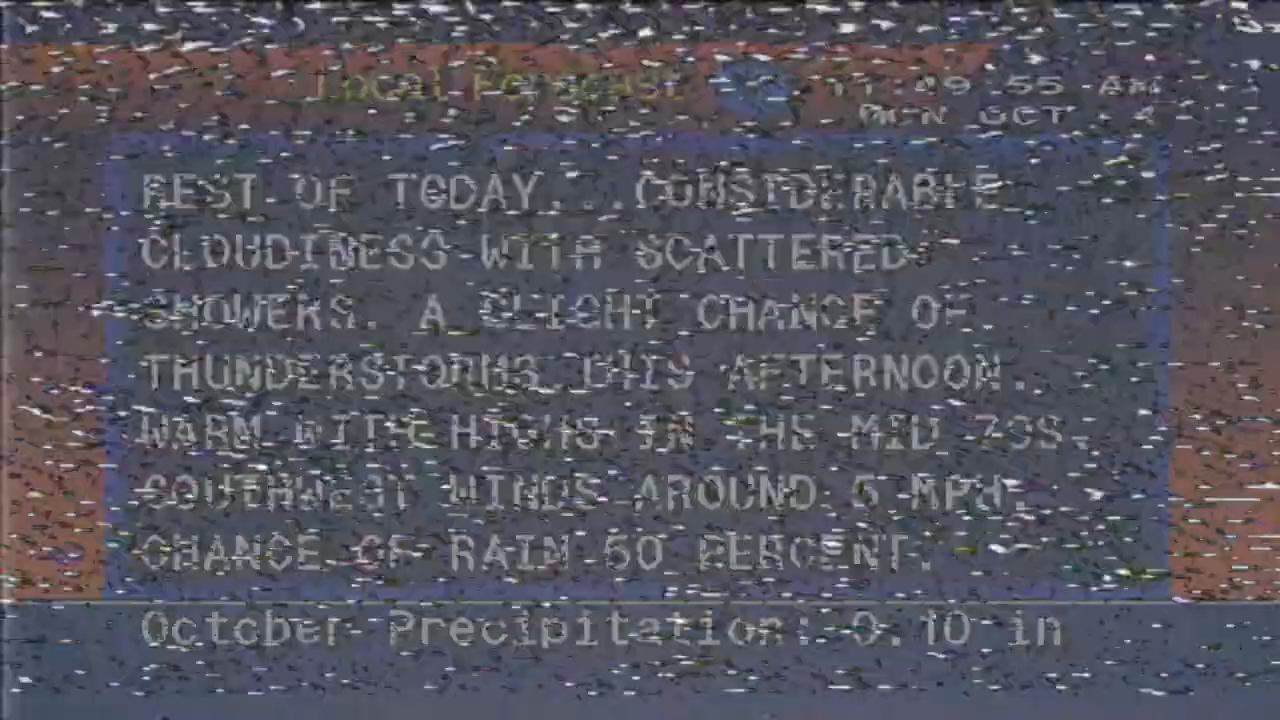 Local Forecast
11:49:55 AM
MON OCT 4
REST OF TODAY...CONSIDERABLE
CLOUDINESS WITH SCATTERED
SHOWERS. A SLIGHT CHANCE OF
THUNDERSTORMS THIS AFTERNOON.
WARM WITH HIGHS IN THE MID 70S.
SOUTHWEST WINDS AROUND 5 MPH.
CHANCE OF RAIN 50 PERCENT.
October Precipitation: 0.10 in